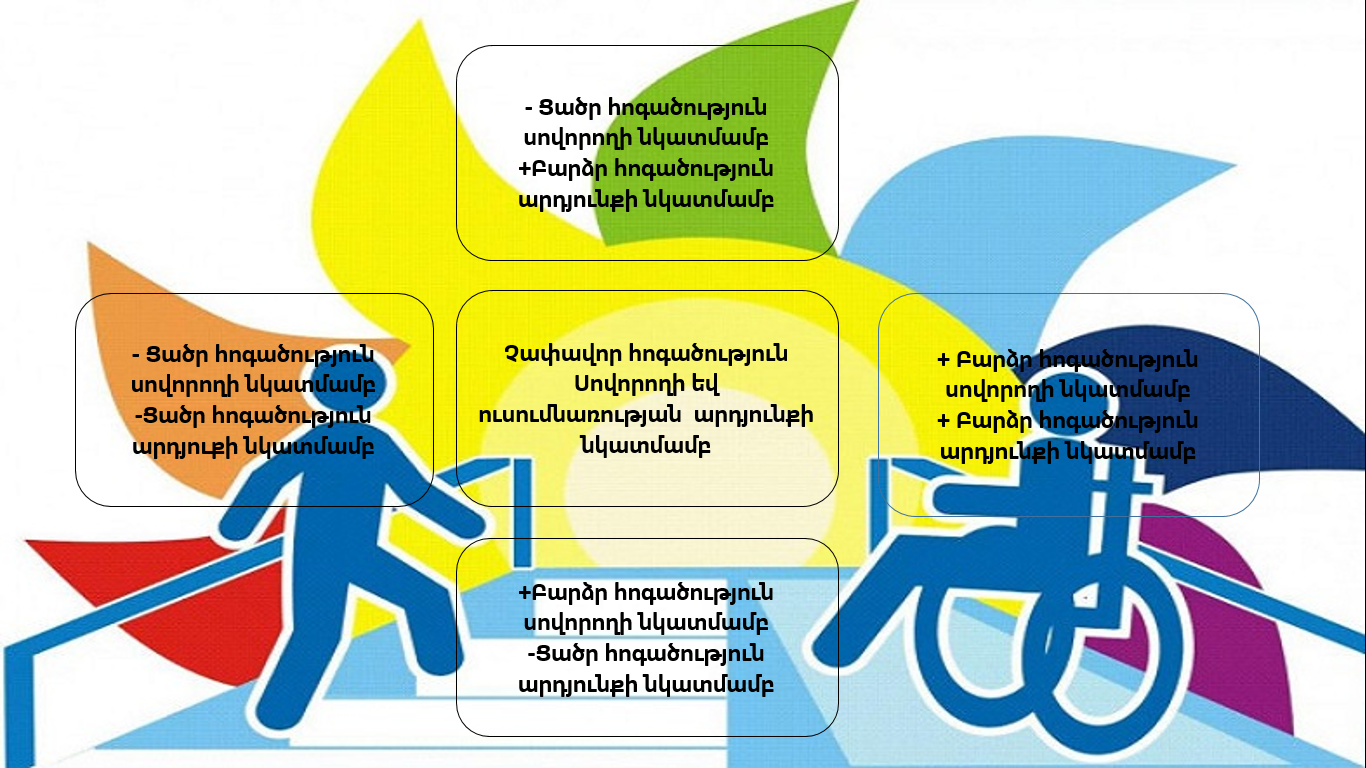 - Ցածր հոգածություն
սովորողի նկատմամբ
+Բարձր հոգածություն
արդյունքի նկատմամբ
- Ցածր հոգածություն
սովորողի նկատմամբ
-Ցածր հոգածություն
արդյուքի նկատմամբ
Չափավոր հոգածություն
Սովորողի եվ
ուսումնառության  արդյունքի
նկատմամբ
+ Բարձր հոգածություն
սովորողի նկատմամբ
+ Բարձր հոգածություն
արդյունքի նկատմամբ
+Բարձր հոգածություն
սովորողի նկատմամբ
-Ցածր հոգածություն
արդյունքի նկատմամբ